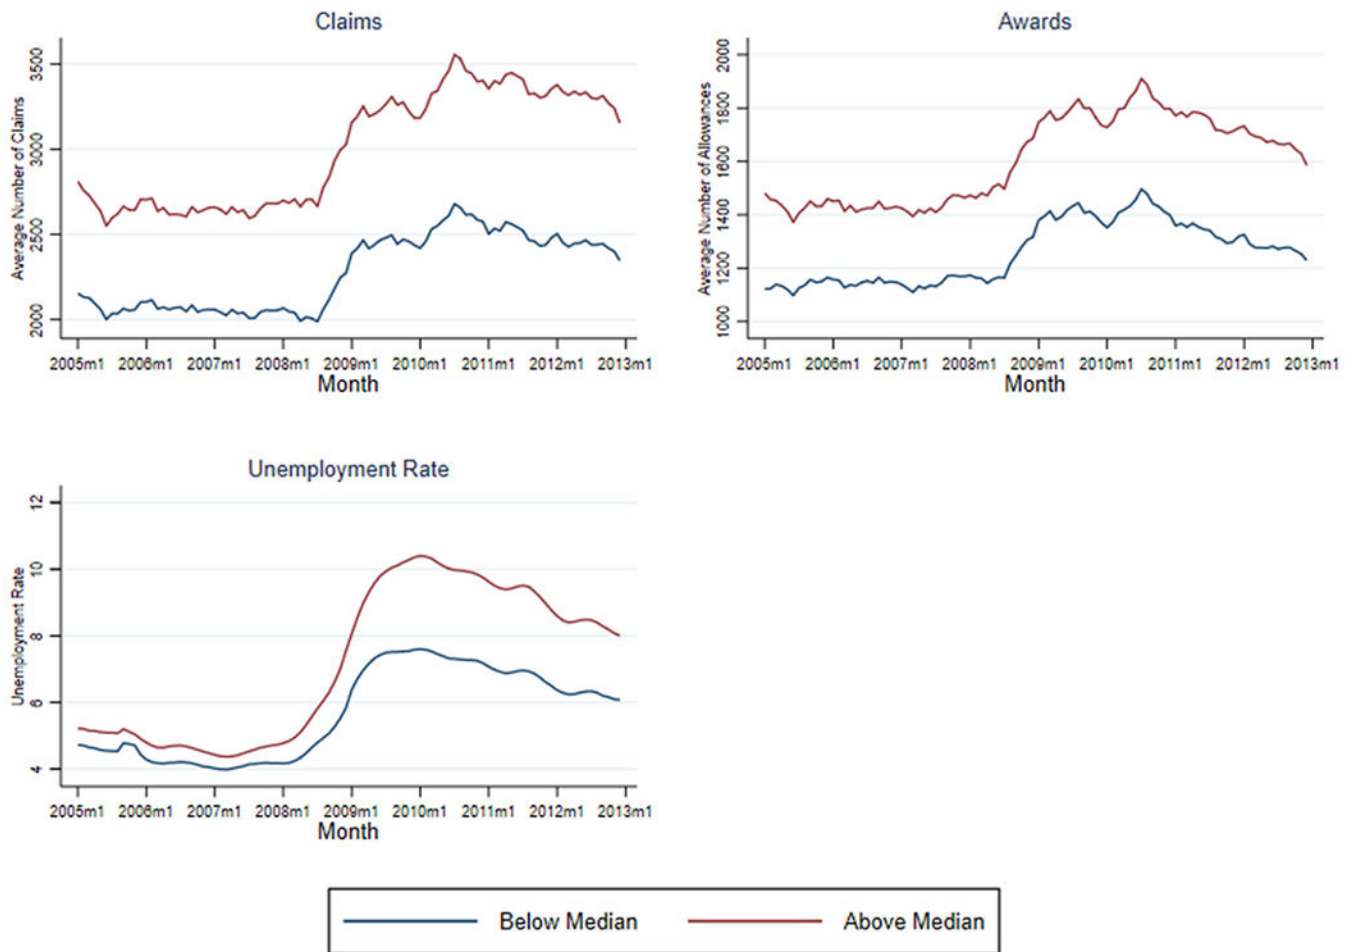 Claims
Average Number of Claims
3500
3000
2500
2000
2005m1 2006m1 2007m1 2008m1 2009m1 2010m1 2011m1 2012m1 2013m1
Month
Awards
Average Number of Allowances
2000
1800
1600
1400
1200
1000
2005m1 2006m1 2007m1 2008m1 2009m1 2010m1 2011m1 2012m1 2013m1
Month
Unemployment Rate
Unemployment Rate
12
10
8
6
4
2005m1 2006m1 2007m1 2008m1 2009m1 2010m1 2011m1 2012m1 2013m1
Month
Below Median Above Median